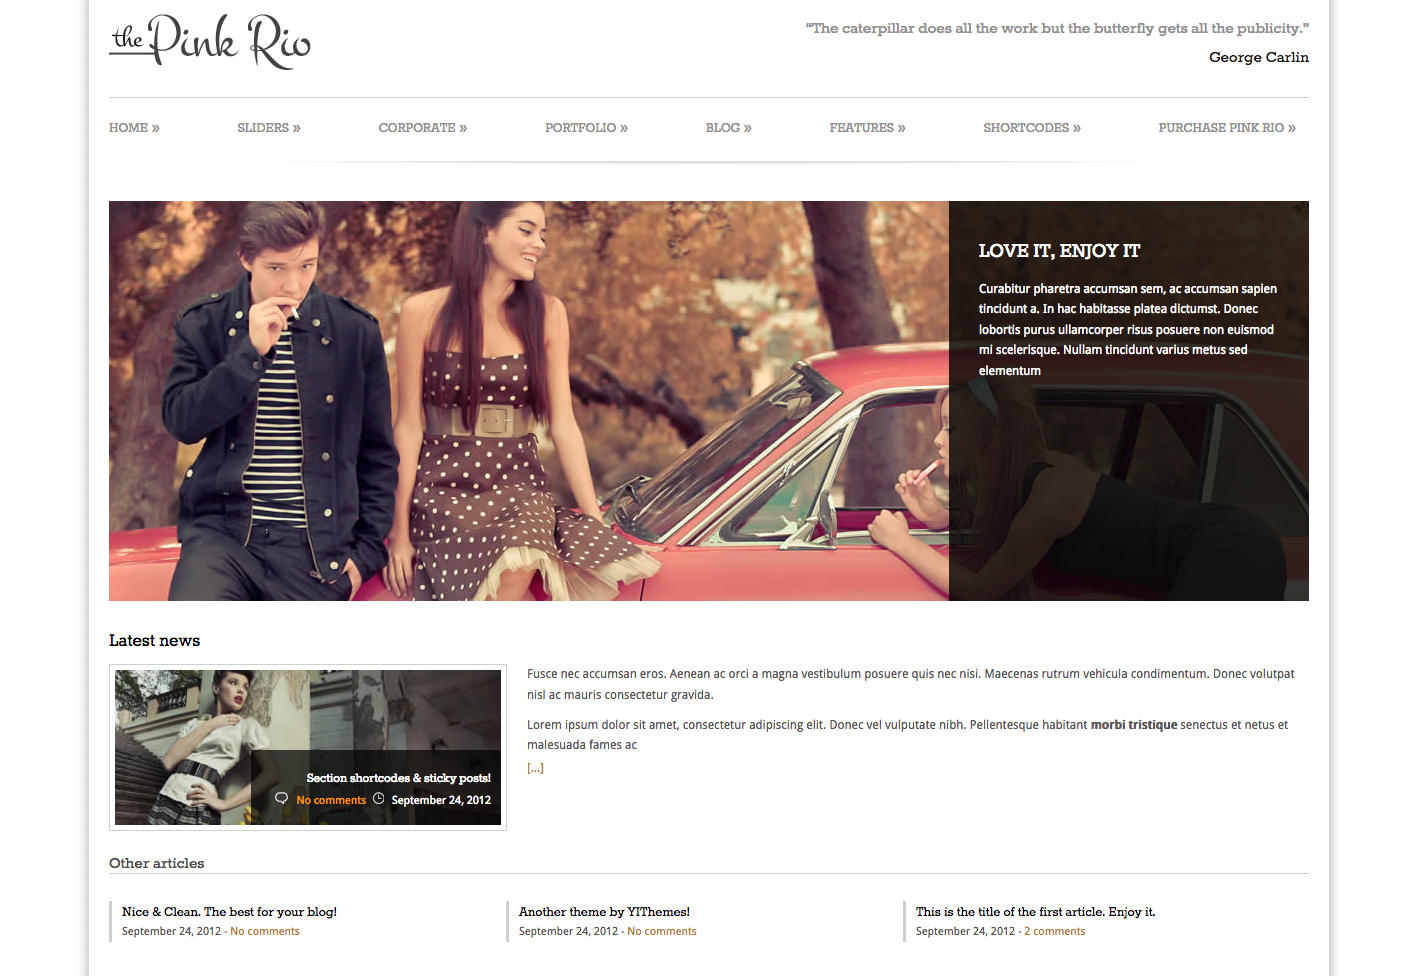 the Pink Rio
“The caterpillar does all the work but the butterfly gets all the publicity.”
George Carlin
HOME »
SLIDERS »
CORPORATE »
PORTFOLIO »
BLOG »
FEATURES »
SHORTCODES »
PURCHASE PINK RIO »
LOVE IT, ENJOY IT
Curabitur pharetra accumsan sem, ac accumsan sapien
tincidunt a. In hac habitasse platea dictumst. Donec
lobortis purus ullamcorper risus posuere non euismod
mi scelerisque. Nullam tincidunt varius metus sed
elementum
Latest news
Section shortcodes & sticky posts!
No comments September 24, 2012
Fusce nec accumsan eros. Aenean ac orci a magna vestibulum posuere quis nec nisi. Maecenas rutrum vehicula condimentum. Donec volutpat
nisl ac mauris consectetur gravida.
Lorem ipsum dolor sit amet, consectetur adipiscing elit. Donec vel vulputate nibh. Pellentesque habitant morbi tristique senectus et netus et
malesuada fames ac
[...]
Other articles
Nice & Clean. The best for your blog!
September 24, 2012 - No comments
Another theme by YIThemes!
September 24, 2012 - No comments
This is the title of the first article. Enjoy it.
September 24, 2012 - 2 comments